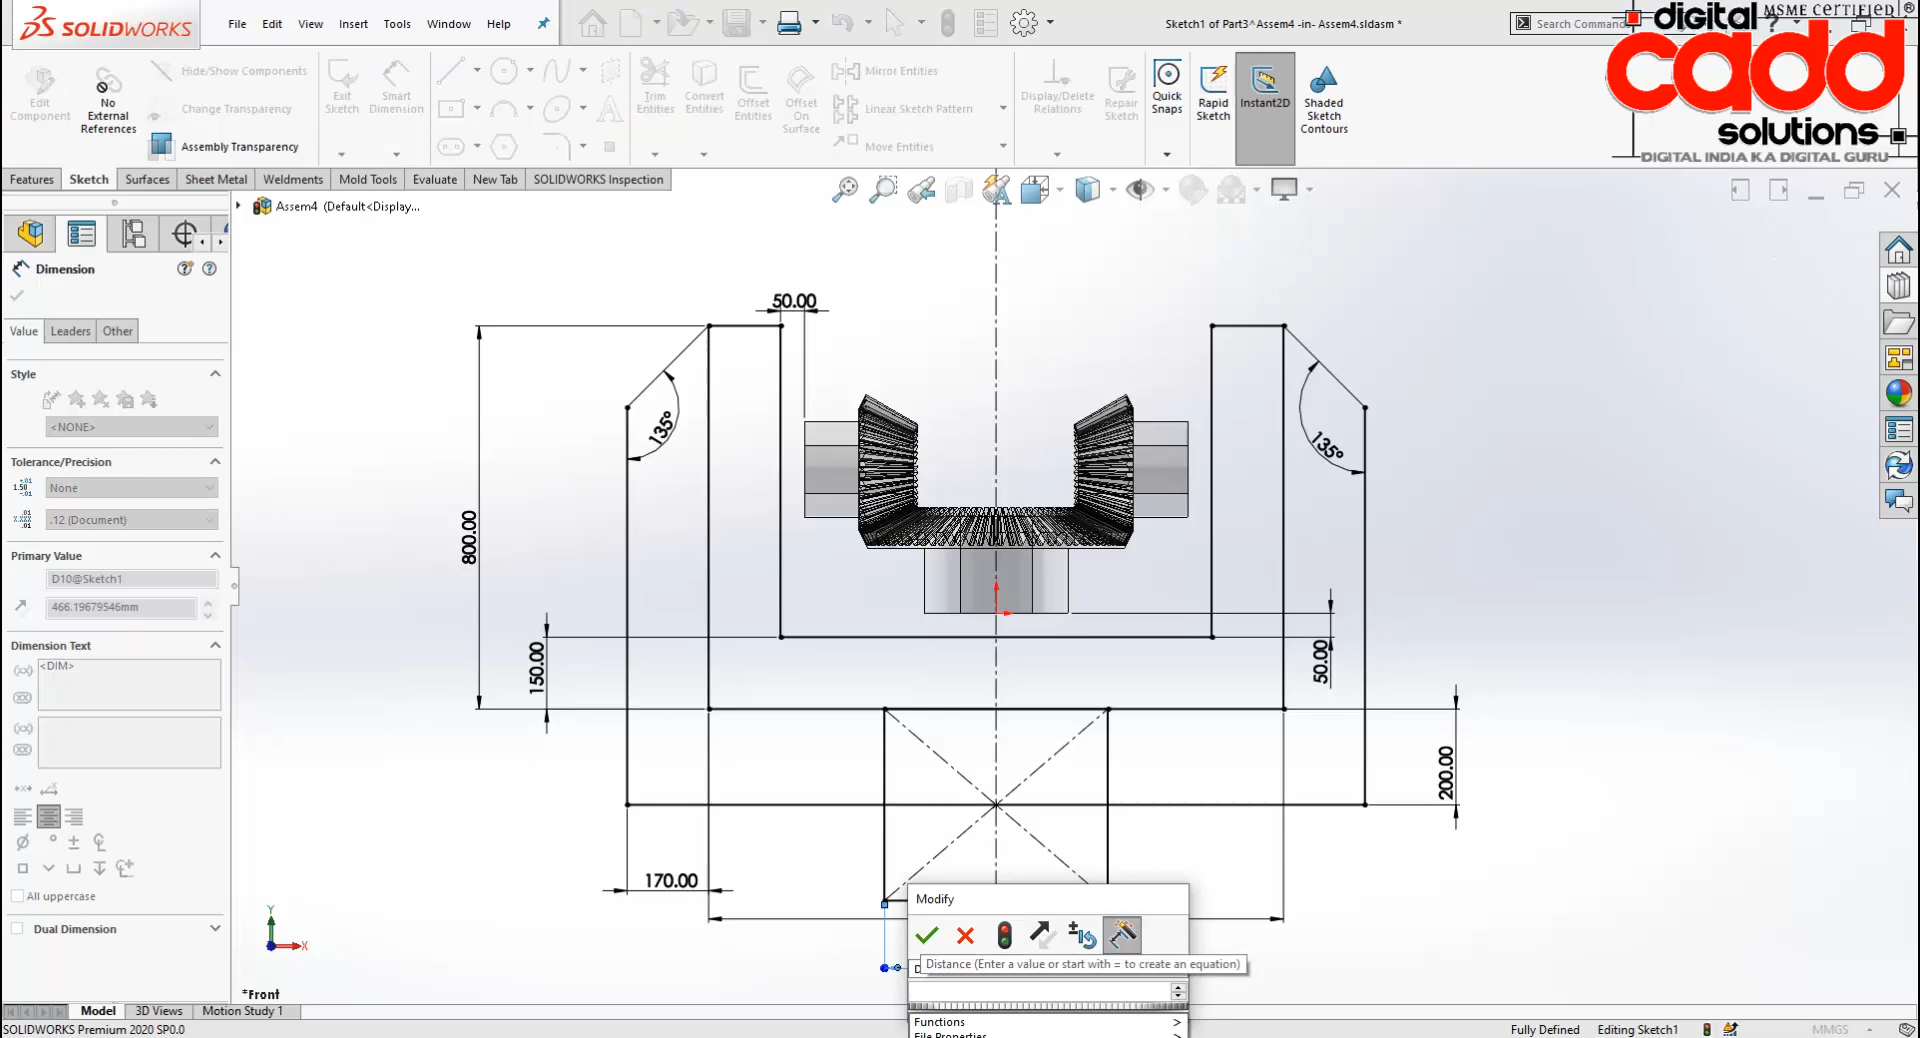 SOLIDWORKS
File Edit View Insert Tools Window Help
Sketch1 of Part3^Assem4 -in- Assem4.sldasm *
digital
MSME CERTIFIED
®
cadd
solutions
DIGITAL INDIA KA DIGITAL GURU
Edit Component
No External References
Hide/Show Components
Change Transparency
Assembly Transparency
Exit Sketch
Smart Dimension
Trim Entities
Convert Entities
Offset Entities
Offset On Surface
Mirror Entities
Linear Sketch Pattern
Move Entities
Display/Delete Relations
Repair Sketch
Quick Snaps
Rapid Sketch
Instant2D
Shaded Sketch Contours
Features Sketch Surfaces Sheet Metal Weldments Mold Tools Evaluate New Tab SOLIDWORKS Inspection
Assem4 (Default<Display...
Dimension
Value Leaders Other
Style
<NONE>
Tolerance/Precision
None
.12 (Document)
Primary Value
D10@Sketch1
466.19679546mm
Dimension Text
<DIM>
All uppercase
Dual Dimension
50.00
135°
135°
800.00
150.00
50.00
200.00
170.00
Modify
Distance (Enter a value or start with = to create an equation)
Functions >
File Properties
Y
X
*Front
Model 3D Views Motion Study 1
SOLIDWORKS Premium 2020 SP0.0
Fully Defined Editing Sketch1 MMGS